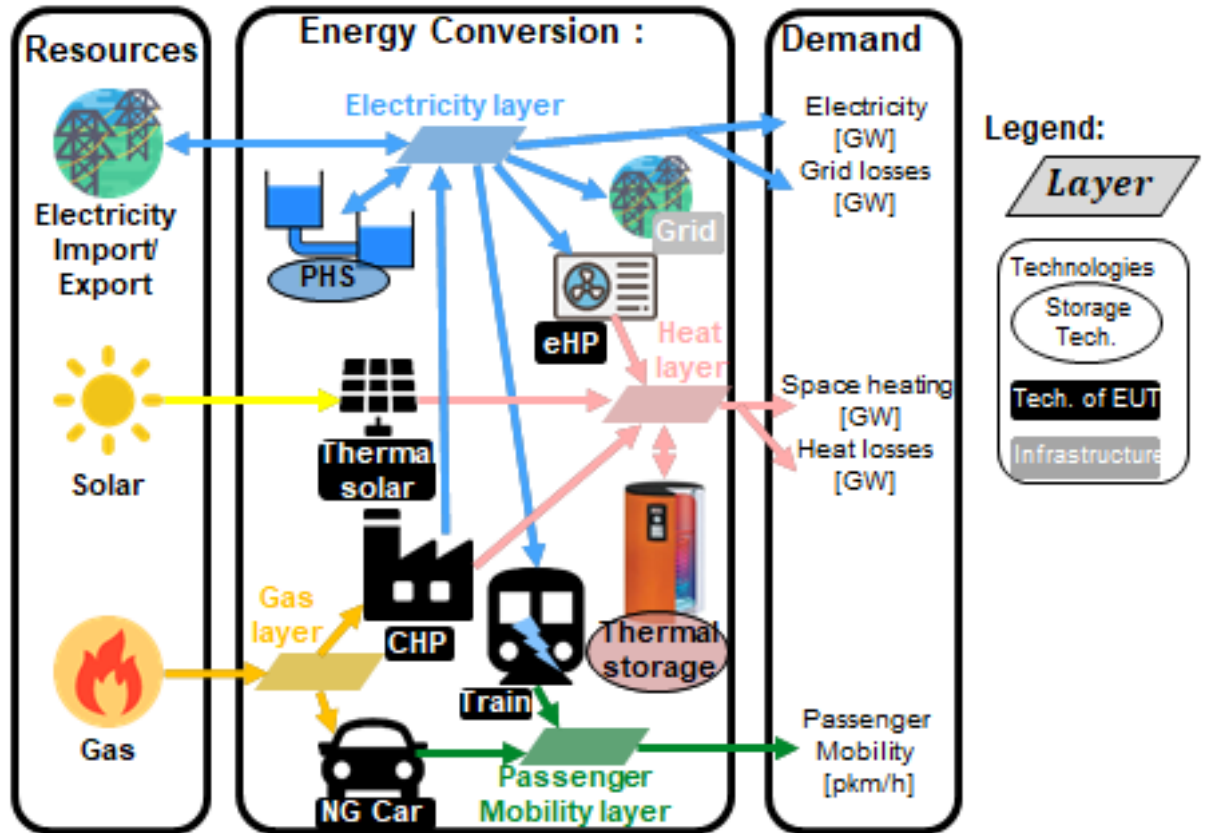 Resources
Electricity
Import/
Export
Solar
Gas
Energy Conversion :
Electricity layer
PHS
Grid
eHP
Heat
layer
Thermal
solar
Gas
layer
CHP
Thermal
storage
Train
NG Car
Passenger
Mobility layer
Demand
Electricity
[GW]
Grid losses
[GW]
Space heating
[GW]
Heat losses
[GW]
Passenger
Mobility
[pkm/h]
Legend:
Layer
Technologies
Storage
Tech.
Tech. of EUT
Infrastructure